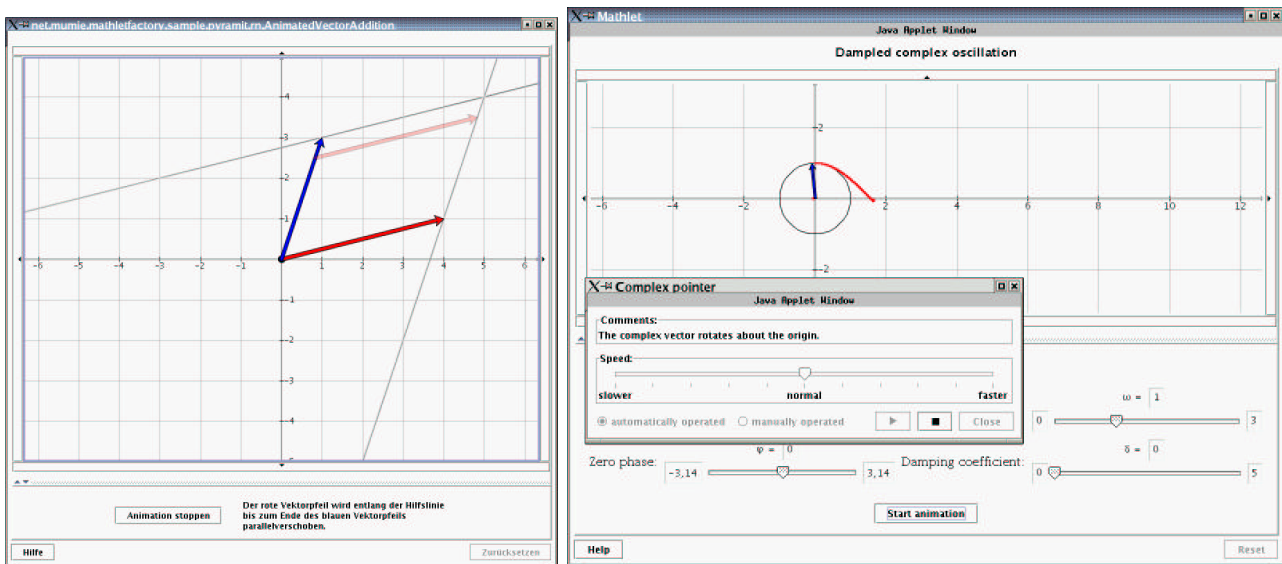 net.mumie.mathletfactory.sample.pyramit.rn.AnimatedVectorAddition
4
3
2
1
-6 -5 -4 -3 -2 -1 0 1 2 3 4 5 6
-1
-2
-3
-4
Animation stoppen
Der rote Vektorpfeil wird entlang der Hilfslinie
bis zum Ende des blauen Vektorpfeils
parallelverschoben.
Hilfe
Zurücksetzen
Mathlet
Java Applet Window
Dampled complex oscillation
2
-6 -4 -2 0 2 4 6 8 10 12
-2
Complex pointer
Java Applet Window
Comments:
The complex vector rotates about the origin.
Speed:
slower normal faster
automatically operated manually operated Close
ω = 1
0 3
φ = 0
δ = 0
Zero phase: -3,14 3,14 Damping coefficient: 0 5
Start animation
Help Reset